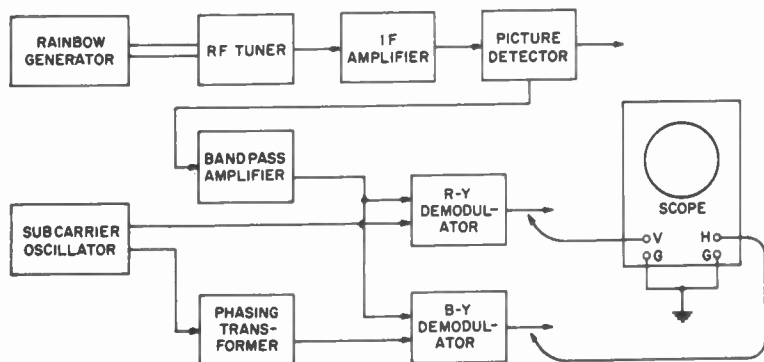 RAINBOW
GENERATOR
RF TUNER
IF
AMPLIFIER
PICTURE
DETECTOR
BAND PASS
AMPLIFIER
R-Y
DEMODUL-
ATOR
SCOPE
V H
G G
SUBCARRIER
OSCILLATOR
PHASING
TRANS-
FORMER
B-Y
DEMODUL-
ATOR